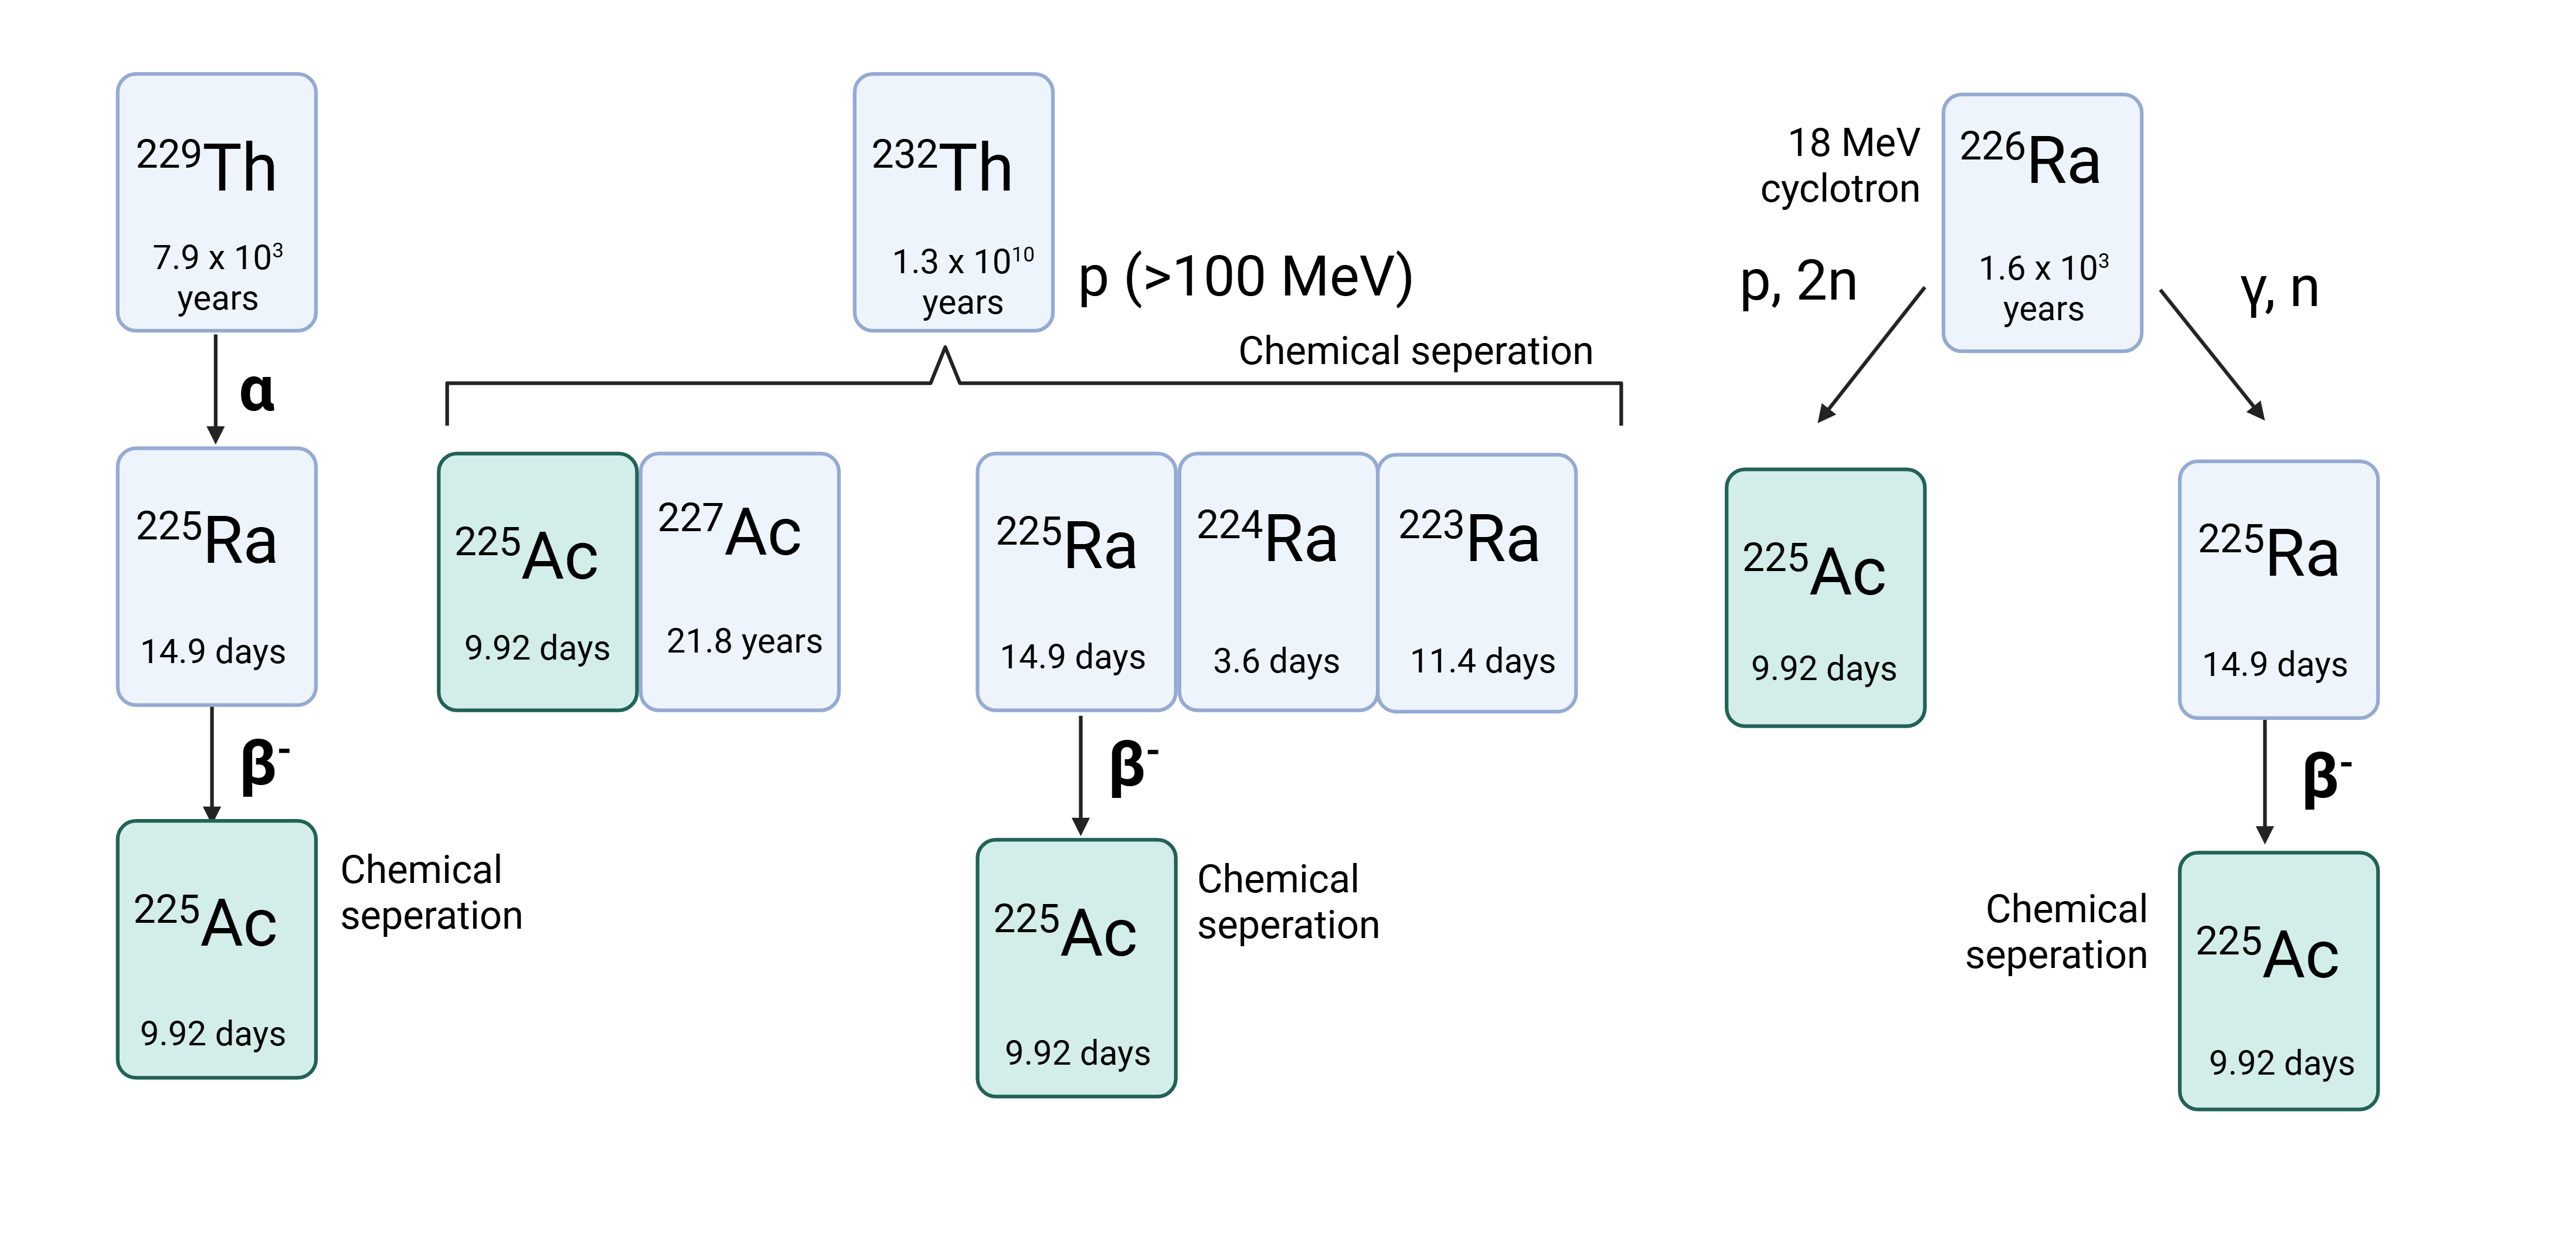 ²²⁹Th
7.9 x 10³
years
α
²²⁵Ra
14.9 days
β⁻
²²⁵Ac
9.92 days
Chemical
seperation
²³²Th
1.3 x 10¹⁰
years
p (>100 MeV)
Chemical seperation
²²⁵Ac
9.92 days
²²⁷Ac
21.8 years
²²⁵Ra
14.9 days
²²⁴Ra
3.6 days
²²³Ra
11.4 days
β⁻
²²⁵Ac
9.92 days
Chemical
seperation
18 MeV
cyclotron
²²⁶Ra
1.6 x 10³
years
p, 2n
γ, n
²²⁵Ac
9.92 days
²²⁵Ra
14.9 days
β⁻
Chemical
seperation
²²⁵Ac
9.92 days